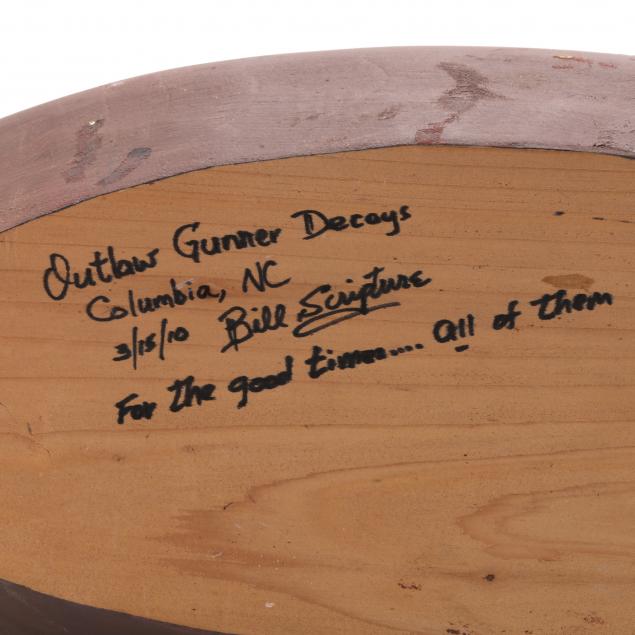 Outlaw Gunner Decoys
Columbia, NC
3/15/10 Bill Scripture
For the good times.... all of them